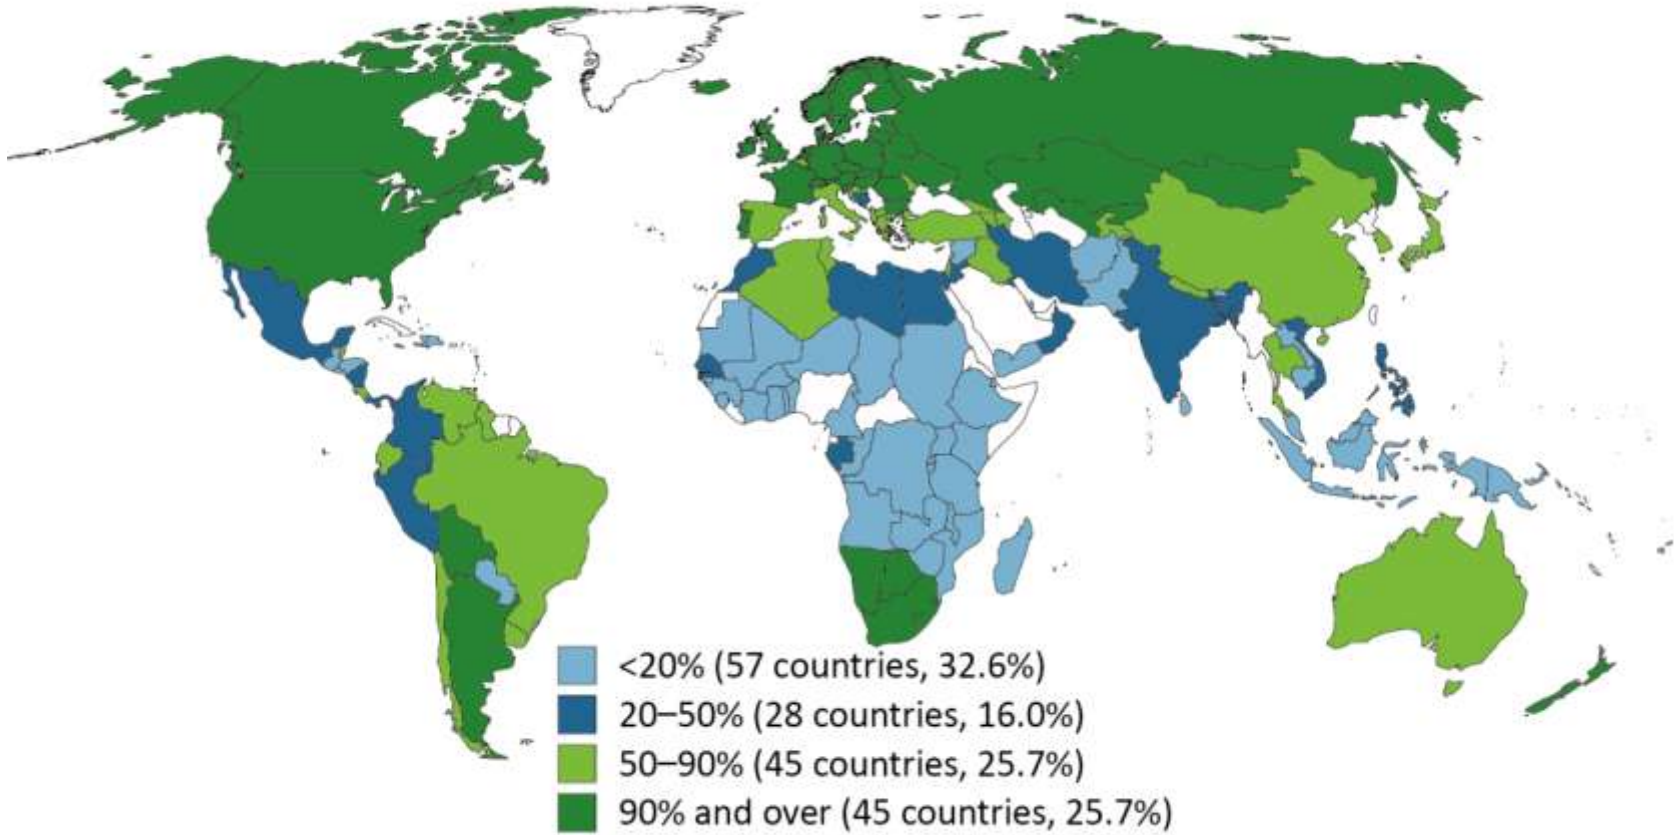 <20% (57 countries, 32.6%)
20–50% (28 countries, 16.0%)
50–90% (45 countries, 25.7%)
90% and over (45 countries, 25.7%)